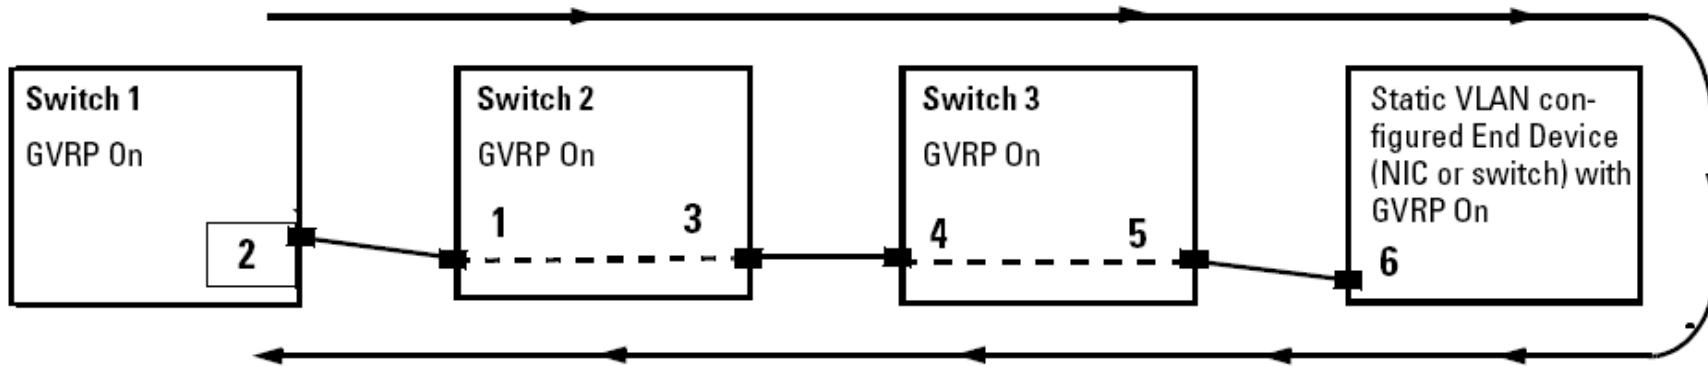 Switch 1
GVRP On
2
Switch 2
GVRP On
1 3
Switch 3
GVRP On
4 5
Static VLAN con-
figured End Device
(NIC or switch) with
GVRP On
6